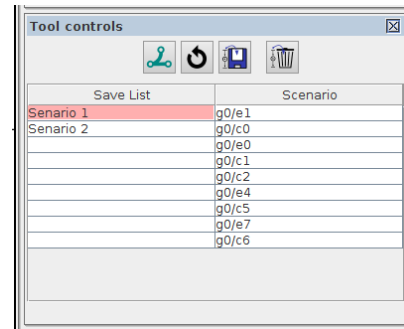 Tool controls
Save List Scenario
Senario 1 g0/e1
Senario 2 g0/c0
g0/e0
g0/c1
g0/c2
g0/e4
g0/c5
g0/e7
g0/c6